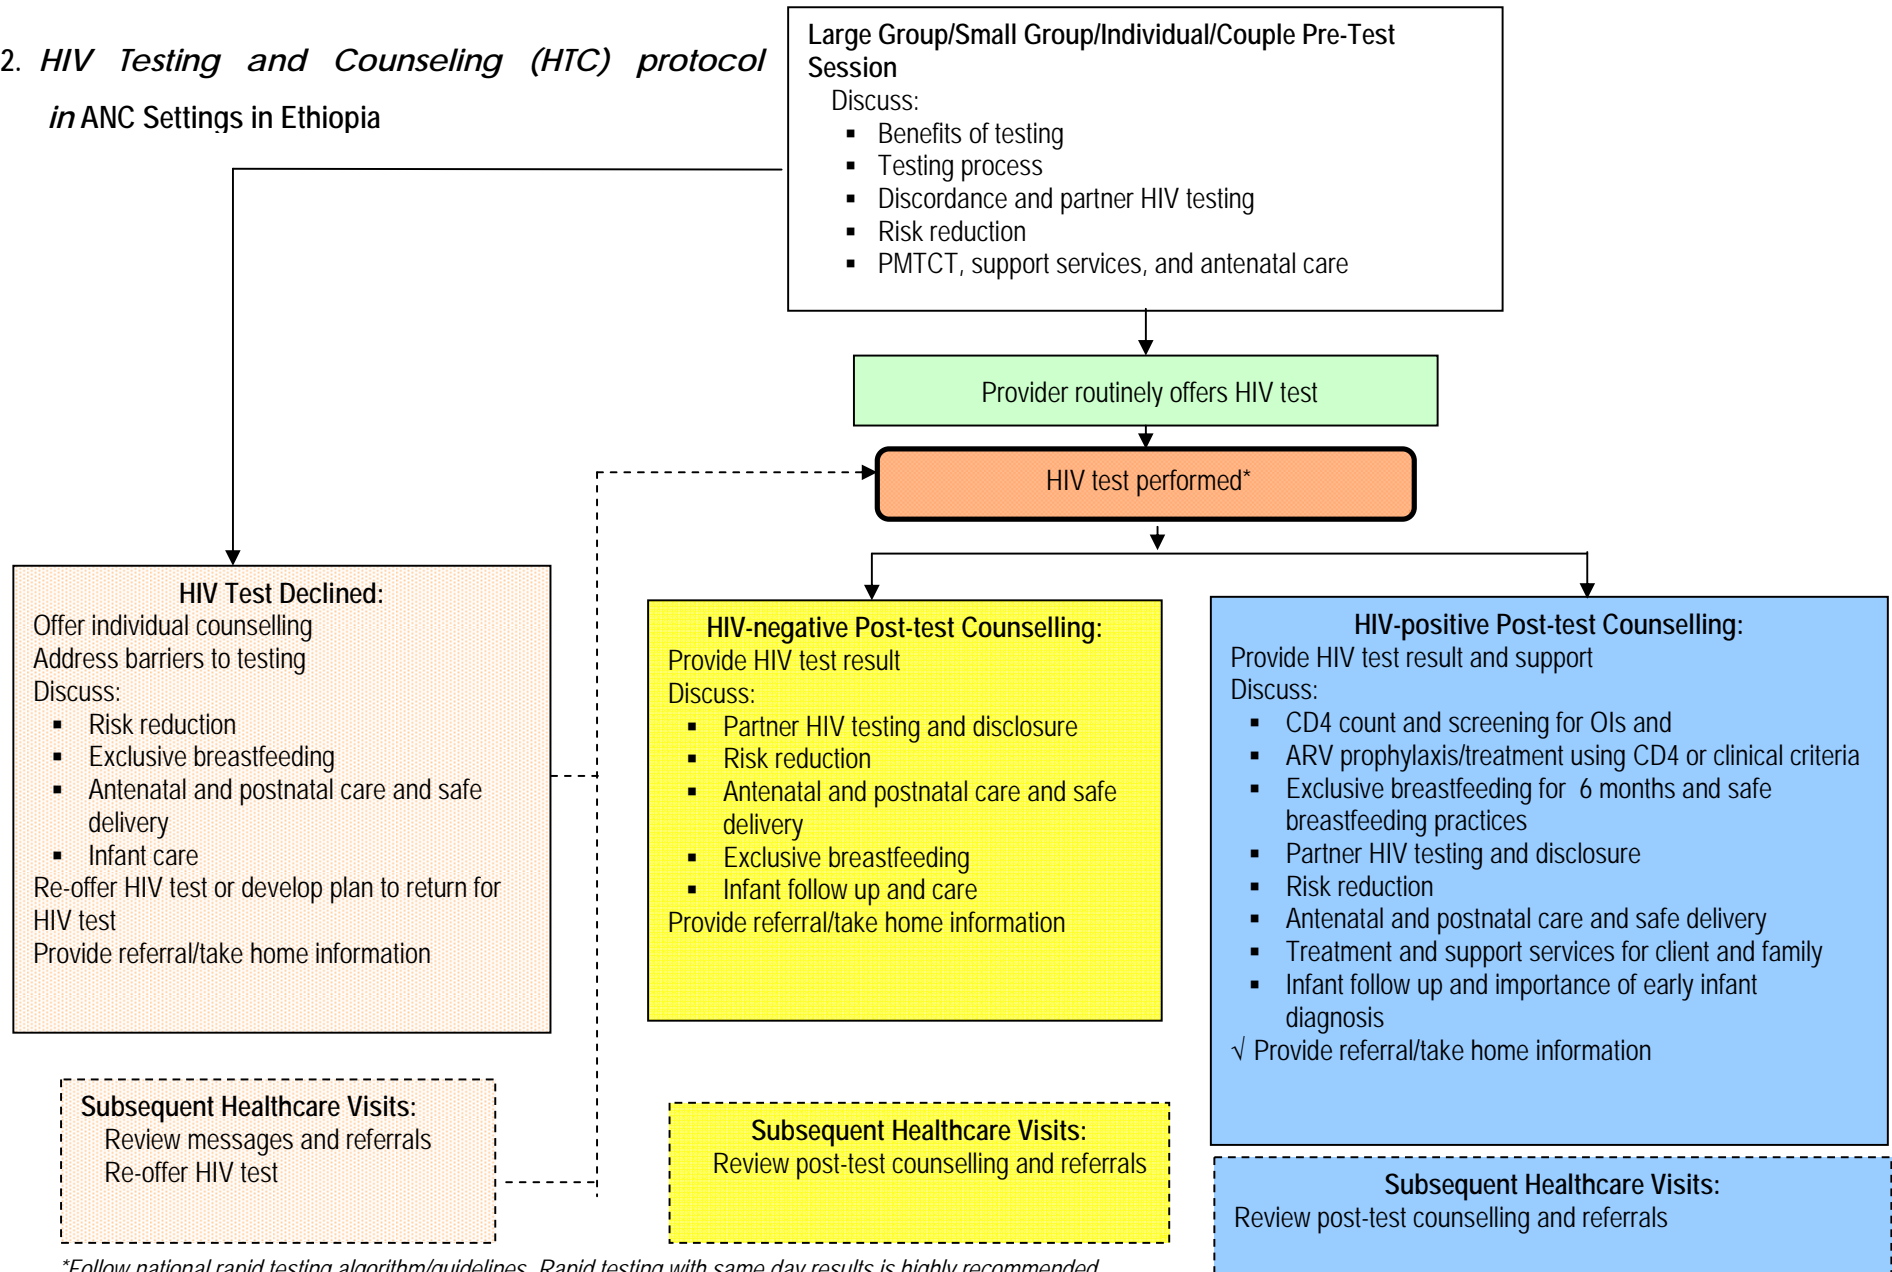 2. HIV Testing and Counseling (HTC) protocol
in ANC Settings in Ethiopia
Large Group/Small Group/Individual/Couple Pre-Test
Session
Discuss:
▪ Benefits of testing
▪ Testing process
▪ Discordance and partner HIV testing
▪ Risk reduction
▪ PMTCT, support services, and antenatal care
Provider routinely offers HIV test
HIV test performed*
HIV Test Declined:
Offer individual counselling
Address barriers to testing
Discuss:
▪ Risk reduction
▪ Exclusive breastfeeding
▪ Antenatal and postnatal care and safe
delivery
▪ Infant care
Re-offer HIV test or develop plan to return for
HIV test
Provide referral/take home information
HIV-negative Post-test Counselling:
Provide HIV test result
Discuss:
▪ Partner HIV testing and disclosure
▪ Risk reduction
▪ Antenatal and postnatal care and safe
delivery
▪ Exclusive breastfeeding
▪ Infant follow up and care
Provide referral/take home information
HIV-positive Post-test Counselling:
Provide HIV test result and support
Discuss:
▪ CD4 count and screening for OIs and
▪ ARV prophylaxis/treatment using CD4 or clinical criteria
▪ Exclusive breastfeeding for 6 months and safe
breastfeeding practices
▪ Partner HIV testing and disclosure
▪ Risk reduction
▪ Antenatal and postnatal care and safe delivery
▪ Treatment and support services for client and family
▪ Infant follow up and importance of early infant
diagnosis
√ Provide referral/take home information
Subsequent Healthcare Visits:
Review messages and referrals
Re-offer HIV test
Subsequent Healthcare Visits:
Review post-test counselling and referrals
Subsequent Healthcare Visits:
Review post-test counselling and referrals
*Follow national rapid testing algorithm/guidelines. Rapid testing with same day results is highly recommended